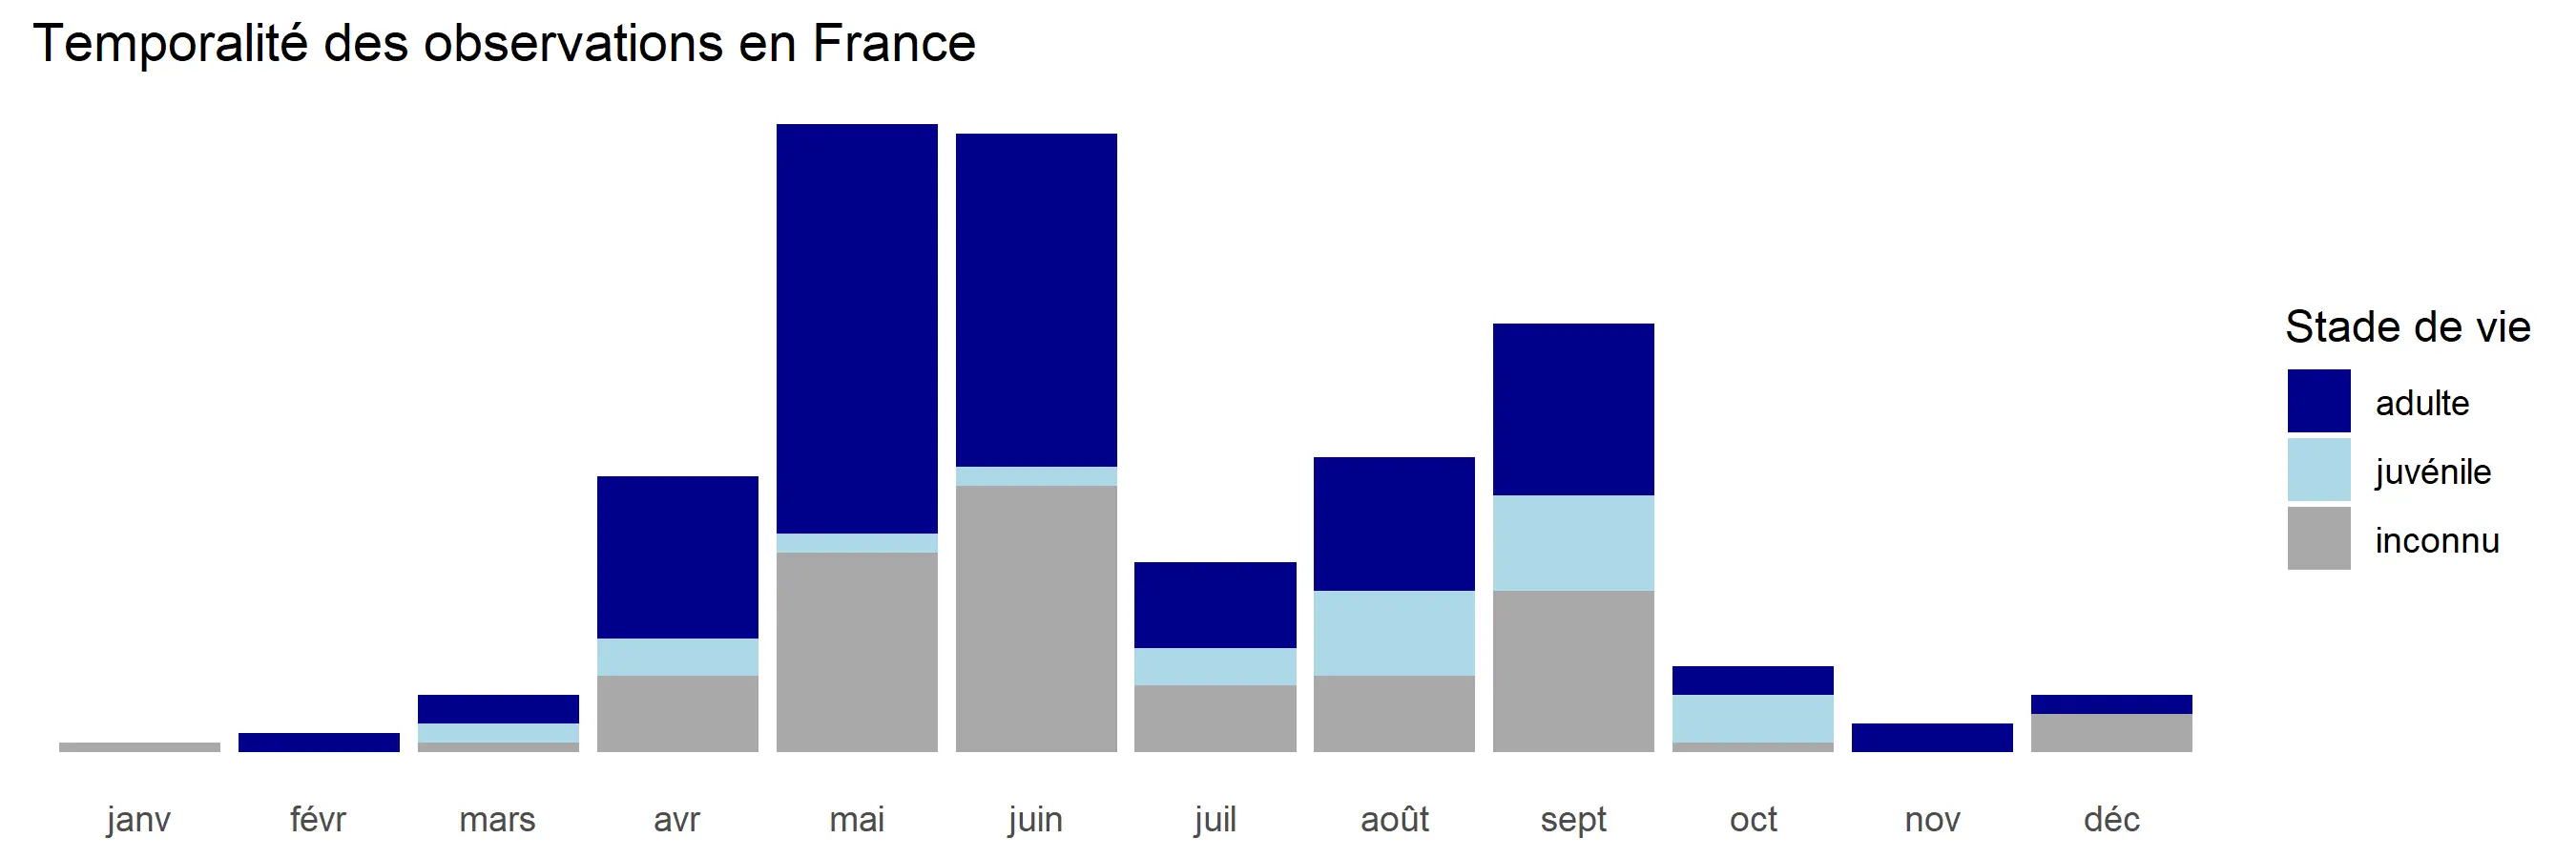 Temporalité des observations en France
Stade de vie
adulte
juvénile
inconnu
janv févr mars avr mai juin juil août sept oct nov déc